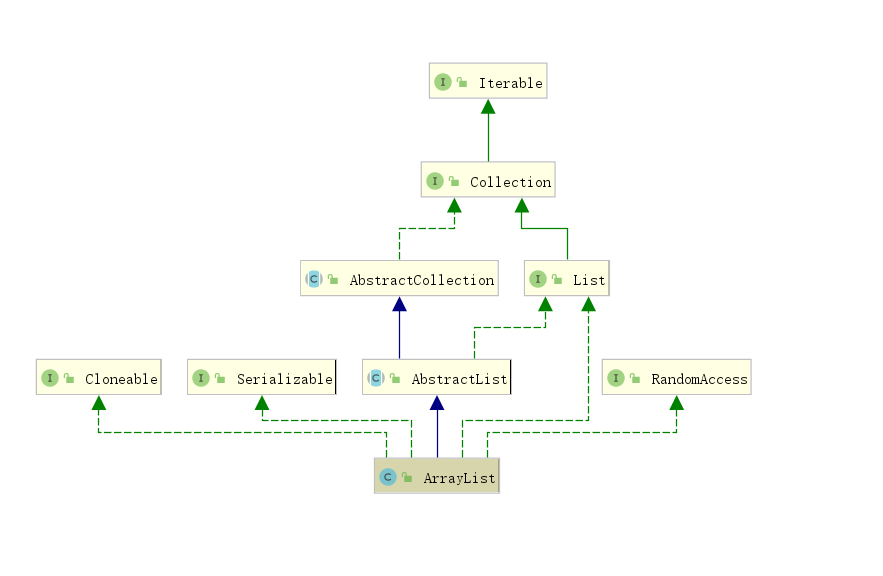 I Iterable
I Collection
C AbstractCollection
I List
I Cloneable
I Serializable
C AbstractList
I RandomAccess
C ArrayList